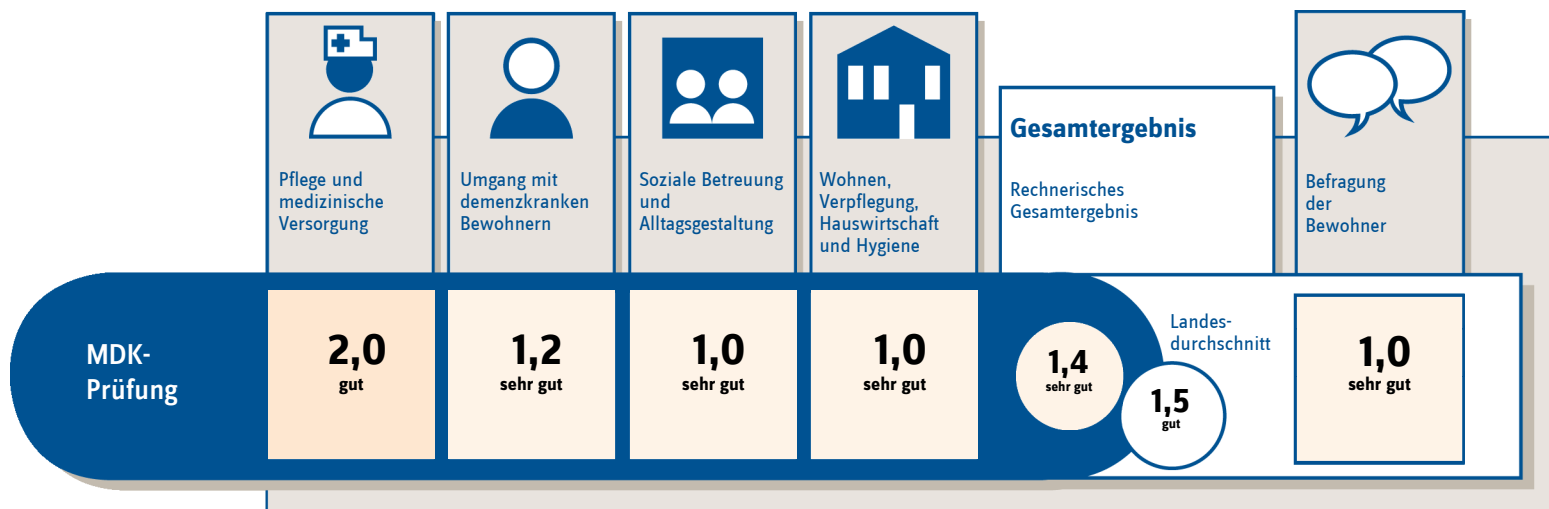 Pflege und
medizinische
Versorgung
Umgang mit
demenzkranken
Bewohnern
Soziale Betreuung
und
Alltagsgestaltung
Wohnen,
Verpflegung,
Hauswirtschaft
und Hygiene
Gesamtergebnis
Rechnerisches
Gesamtergebnis
Befragung
der
Bewohner
MDK-
Prüfung
2,0
gut
1,2
sehr gut
1,0
sehr gut
1,0
sehr gut
1,4
sehr gut
Landes-
durchschnitt
1,5
gut
1,0
sehr gut